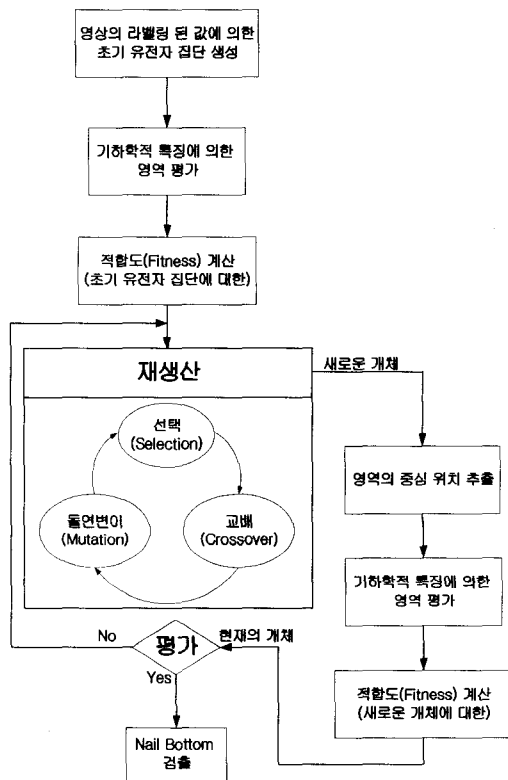 영상의 라벨링 된 값에 의한
초기 유전자 집단 생성
기하학적 특징에 의한
영역 평가
적합도(Fitness) 계산
(초기 유전자 집단에 대한)
재생산
새로운 개체
선택
(Selection)
돌연변이
(Mutation)
교배
(Crossover)
영역의 중심 위치 추출
기하학적 특징에 의한
영역 평가
적합도(Fitness) 계산
(새로운 개체에 대한)
현재의 개체
평가
No
Yes
Nail Bottom
검출